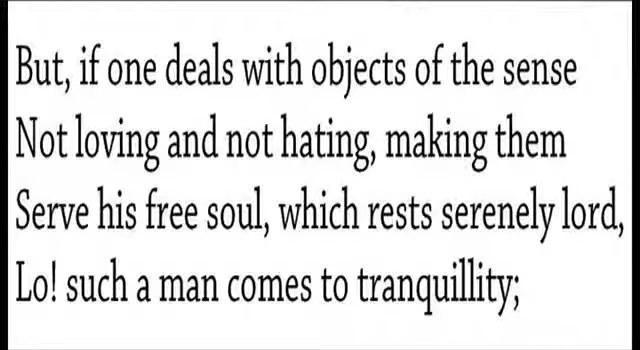 But, if one deals with objects of the sense
Not loving and not hating, making them
Serve his free soul, which rests serenely lord,
Lo! such a man comes to tranquillity;